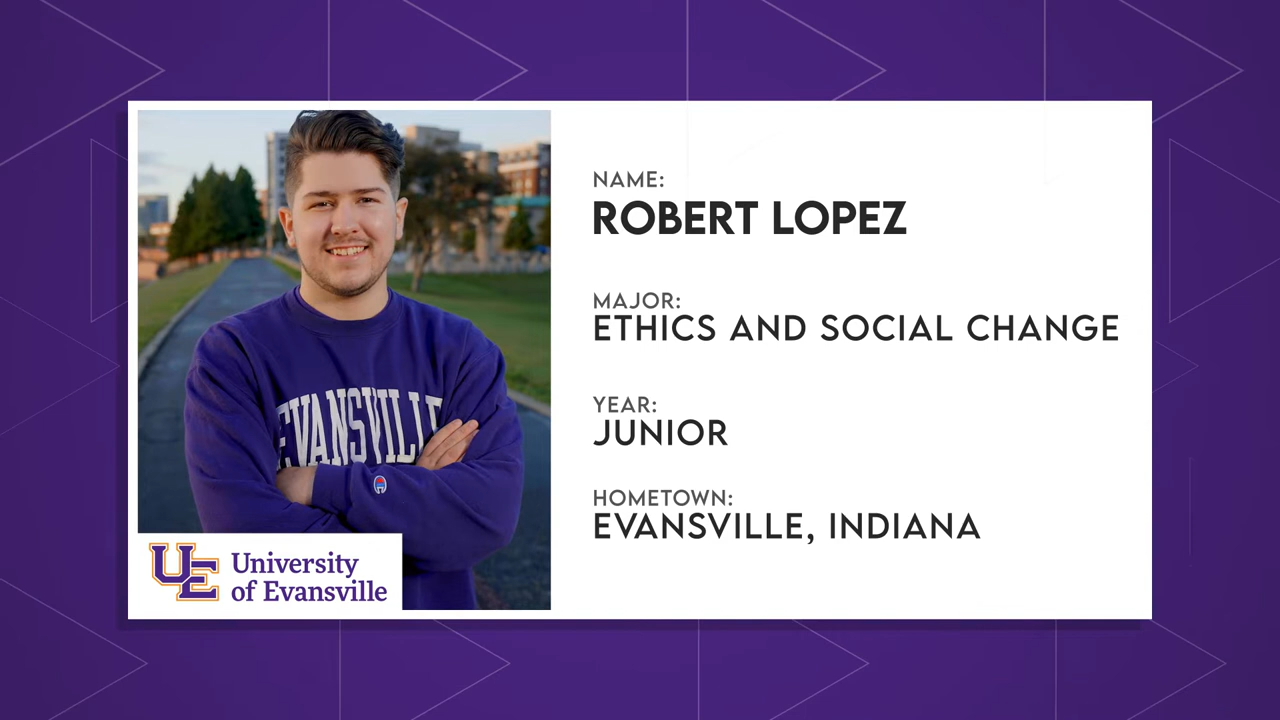 NAME:
ROBERT LOPEZ
MAJOR:
ETHICS AND SOCIAL CHANGE
YEAR:
JUNIOR
HOMETOWN:
EVANSVILLE, INDIANA
EVANSVILLE
UE
University
of Evansville